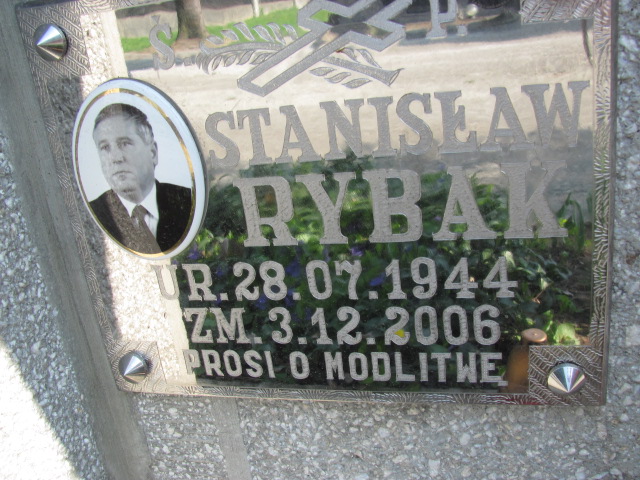 Ś. P.
STANISŁAW
RYBAK
UR. 28.07.1944
ZM. 3.12.2006
PROSI O MODLITWĘ